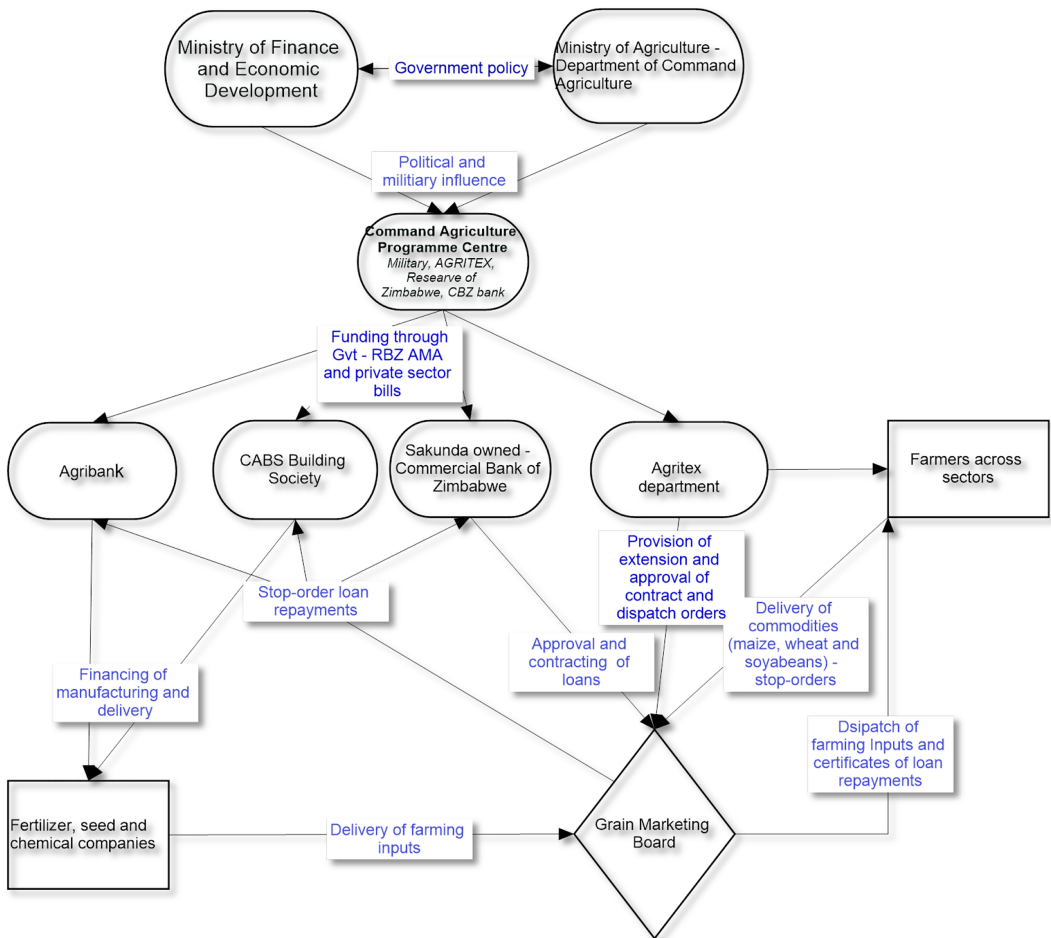 Ministry of Finance
and Economic
Development
Government policy
Ministry of Agriculture -
Department of Command
Agriculture
Political and
militiary influence
Command Agriculture
Programme Centre
Military, AGRITEX,
Researve of
Zimbabwe, CBZ bank
Funding through
Gvt - RBZ AMA
and private sector
bills
Agribank
CABS Building
Society
Sakunda owned -
Commercial Bank of
Zimbabwe
Agritex
department
Farmers across
sectors
Stop-order loan
repayments
Provision of
extension and
approval of
contract and
dispatch orders
Delivery of
commodities
(maize, wheat and
soyabeans) -
stop-orders
Approval and
contracting of
loans
Financing of
manufacturing and
delivery
Dsipatch of
farming Inputs and
certificates of loan
repayments
Fertilizer, seed and
chemical companies
Delivery of farming
inputs
Grain Marketing
Board